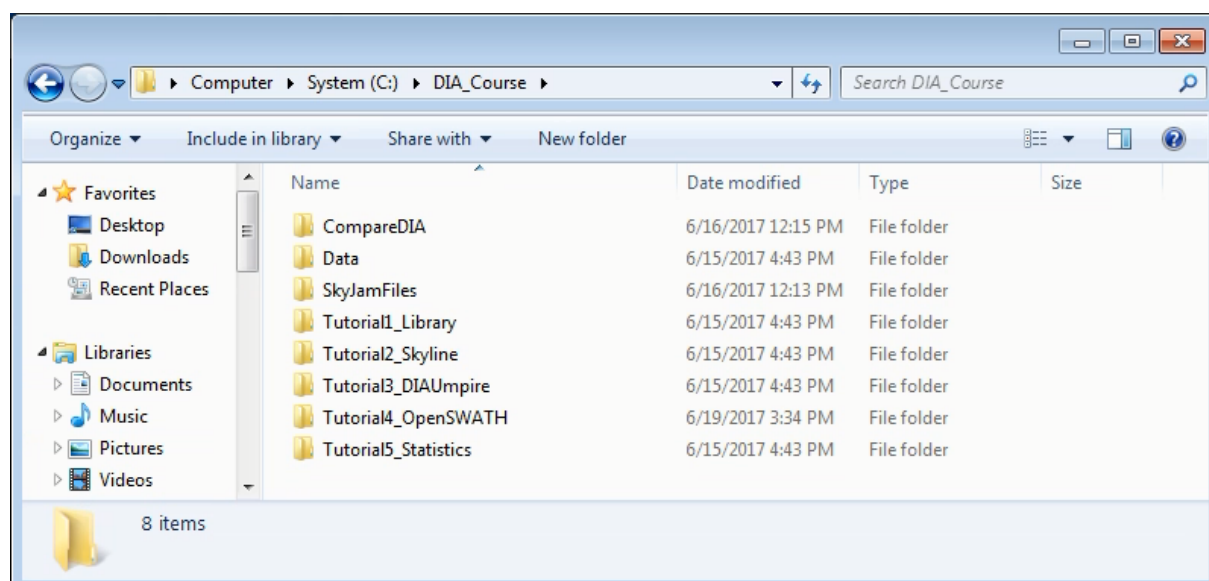 Computer System (C:) DIA_Course Search DIA_Course
Organize Include in library Share with New folder
Favorites
Desktop
Downloads
Recent Places
Libraries
Documents
Music
Pictures
Videos
Name Date modified Type Size
CompareDIA 6/16/2017 12:15 PM File folder
Data 6/15/2017 4:43 PM File folder
SkyJamFiles 6/16/2017 12:13 PM File folder
Tutorial1_Library 6/15/2017 4:43 PM File folder
Tutorial2_Skyline 6/15/2017 4:43 PM File folder
Tutorial3_DIAUmpire 6/15/2017 4:43 PM File folder
Tutorial4_OpenSWATH 6/19/2017 3:34 PM File folder
Tutorial5_Statistics 6/15/2017 4:43 PM File folder
8 items